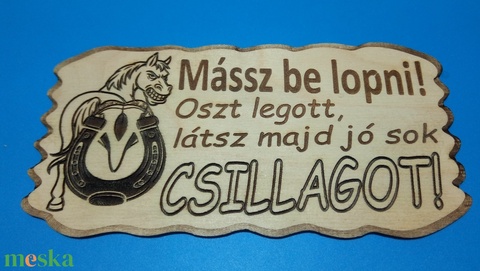 Mássz be lopni!
Oszt legott,
látsz majd jó sok
CSILLAGOT!
meska